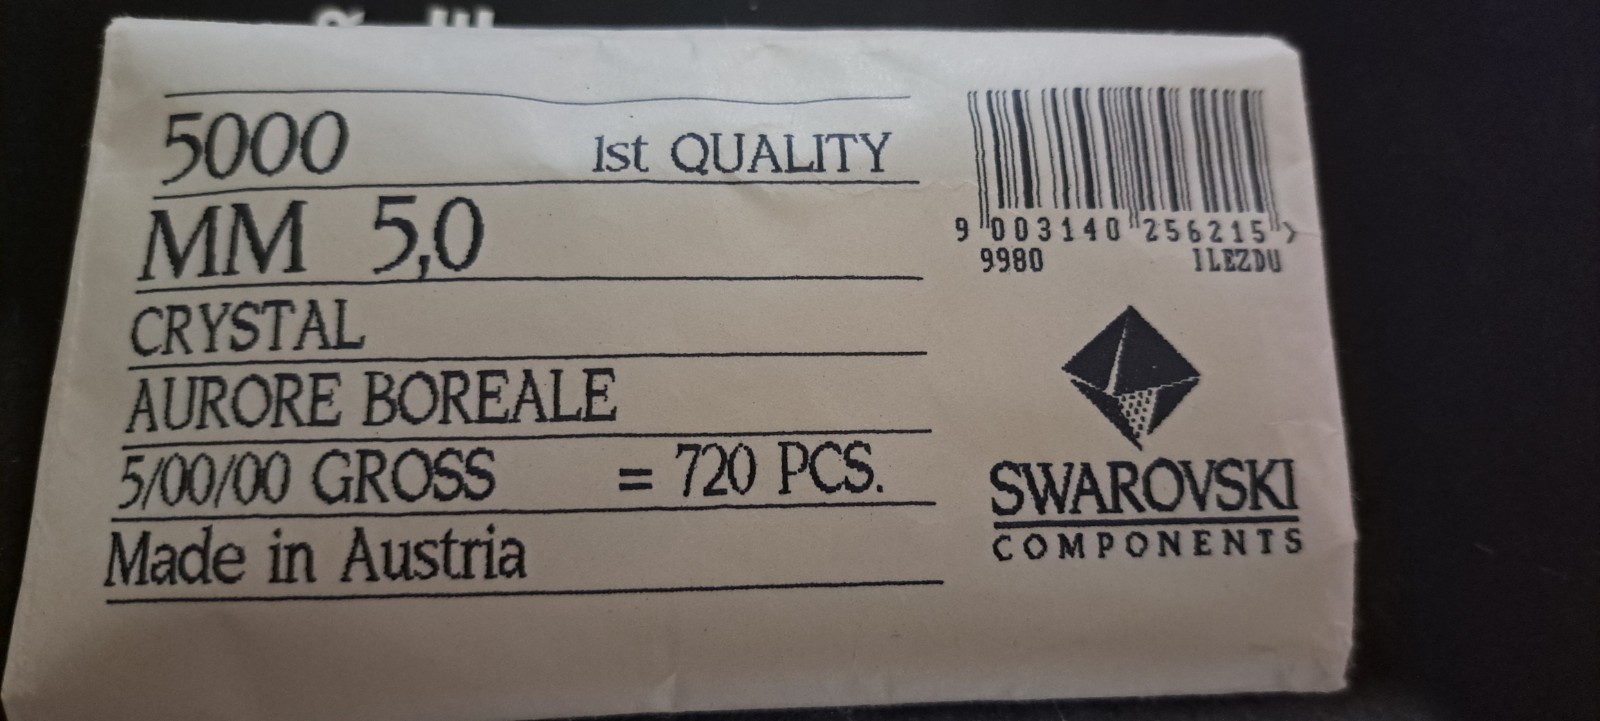 5000 1st QUALITY
MM 5,0
CRYSTAL
AURORE BOREALE
5/00/00 GROSS = 720 PCS.
Made in Austria
9 003140 256215 >
9980 ILEZDU
SWAROVSKI
COMPONENTS